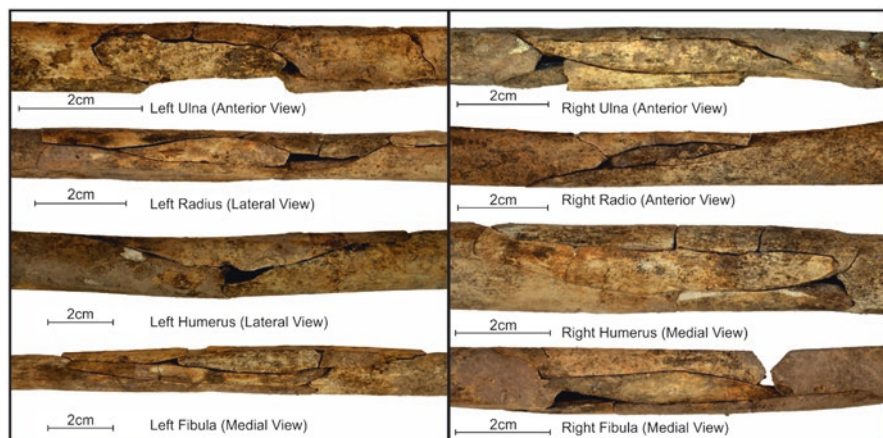 2cm
Left Ulna (Anterior View)
2cm
Left Radius (Lateral View)
2cm
Left Humerus (Lateral View)
2cm
Left Fibula (Medial View)
2cm
Right Ulna (Anterior View)
2cm
Right Radio (Anterior View)
2cm
Right Humerus (Medial View)
2cm
Right Fibula (Medial View)